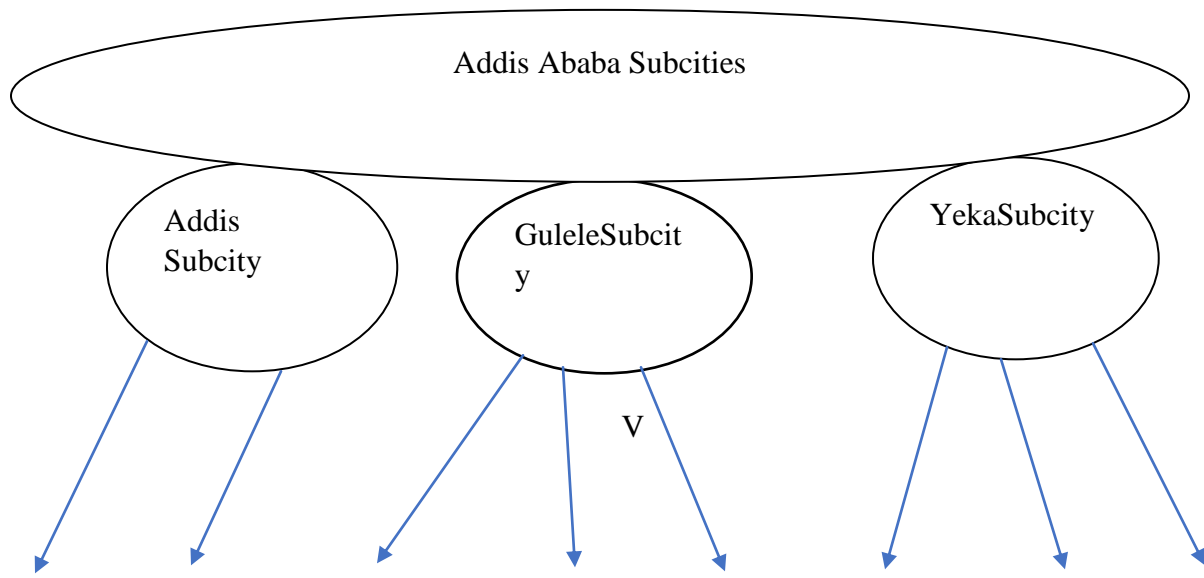 Addis Ababa Subcities
Addis
Subcity
GuleleSubcit
y
YekaSubcity
V